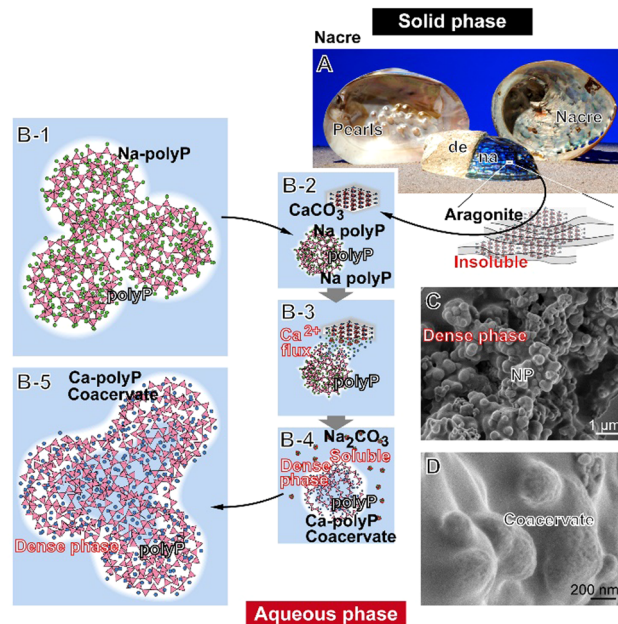 Solid phase
Nacre
A
Pearls
Nacre
de
na
B-1
Na-polyP
polyP
B-2
CaCO3
Na polyP
polyP
Na polyP
Aragonite
Insoluble
B-3
Ca2+
flux
polyP
C
Dense phase
NP
1 µm
B-5
Ca-polyP
Coacervate
Dense phase
polyP
B-4
Na2CO3
Soluble
Dense
phase
polyP
Ca-polyP
Coacervate
D
Coacervate
200 nm
Aqueous phase